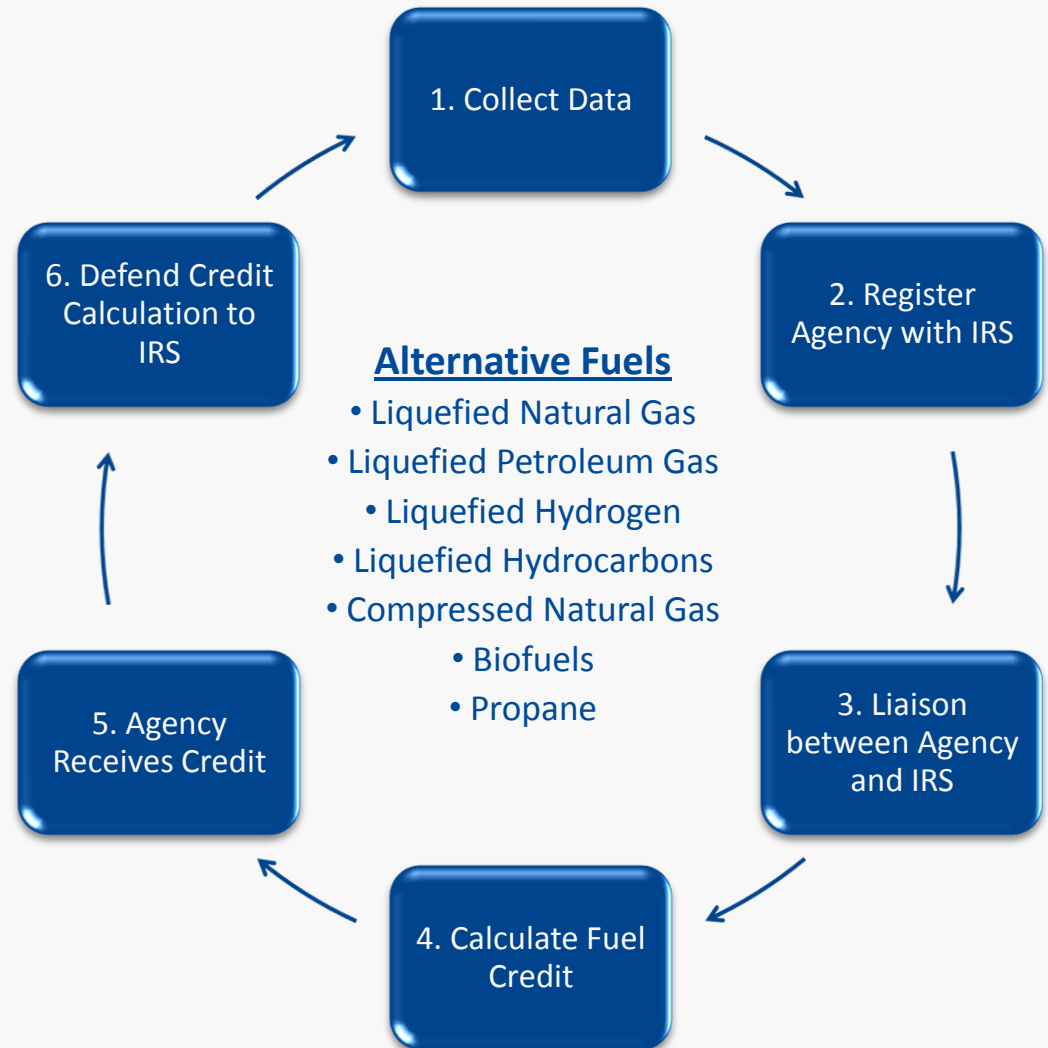 1. Collect Data
2. Register
Agency with IRS
3. Liaison
between Agency
and IRS
4. Calculate Fuel
Credit
5. Agency
Receives Credit
6. Defend Credit
Calculation to
IRS
Alternative Fuels
• Liquefied Natural Gas
• Liquefied Petroleum Gas
• Liquefied Hydrogen
• Liquefied Hydrocarbons
• Compressed Natural Gas
• Biofuels
• Propane